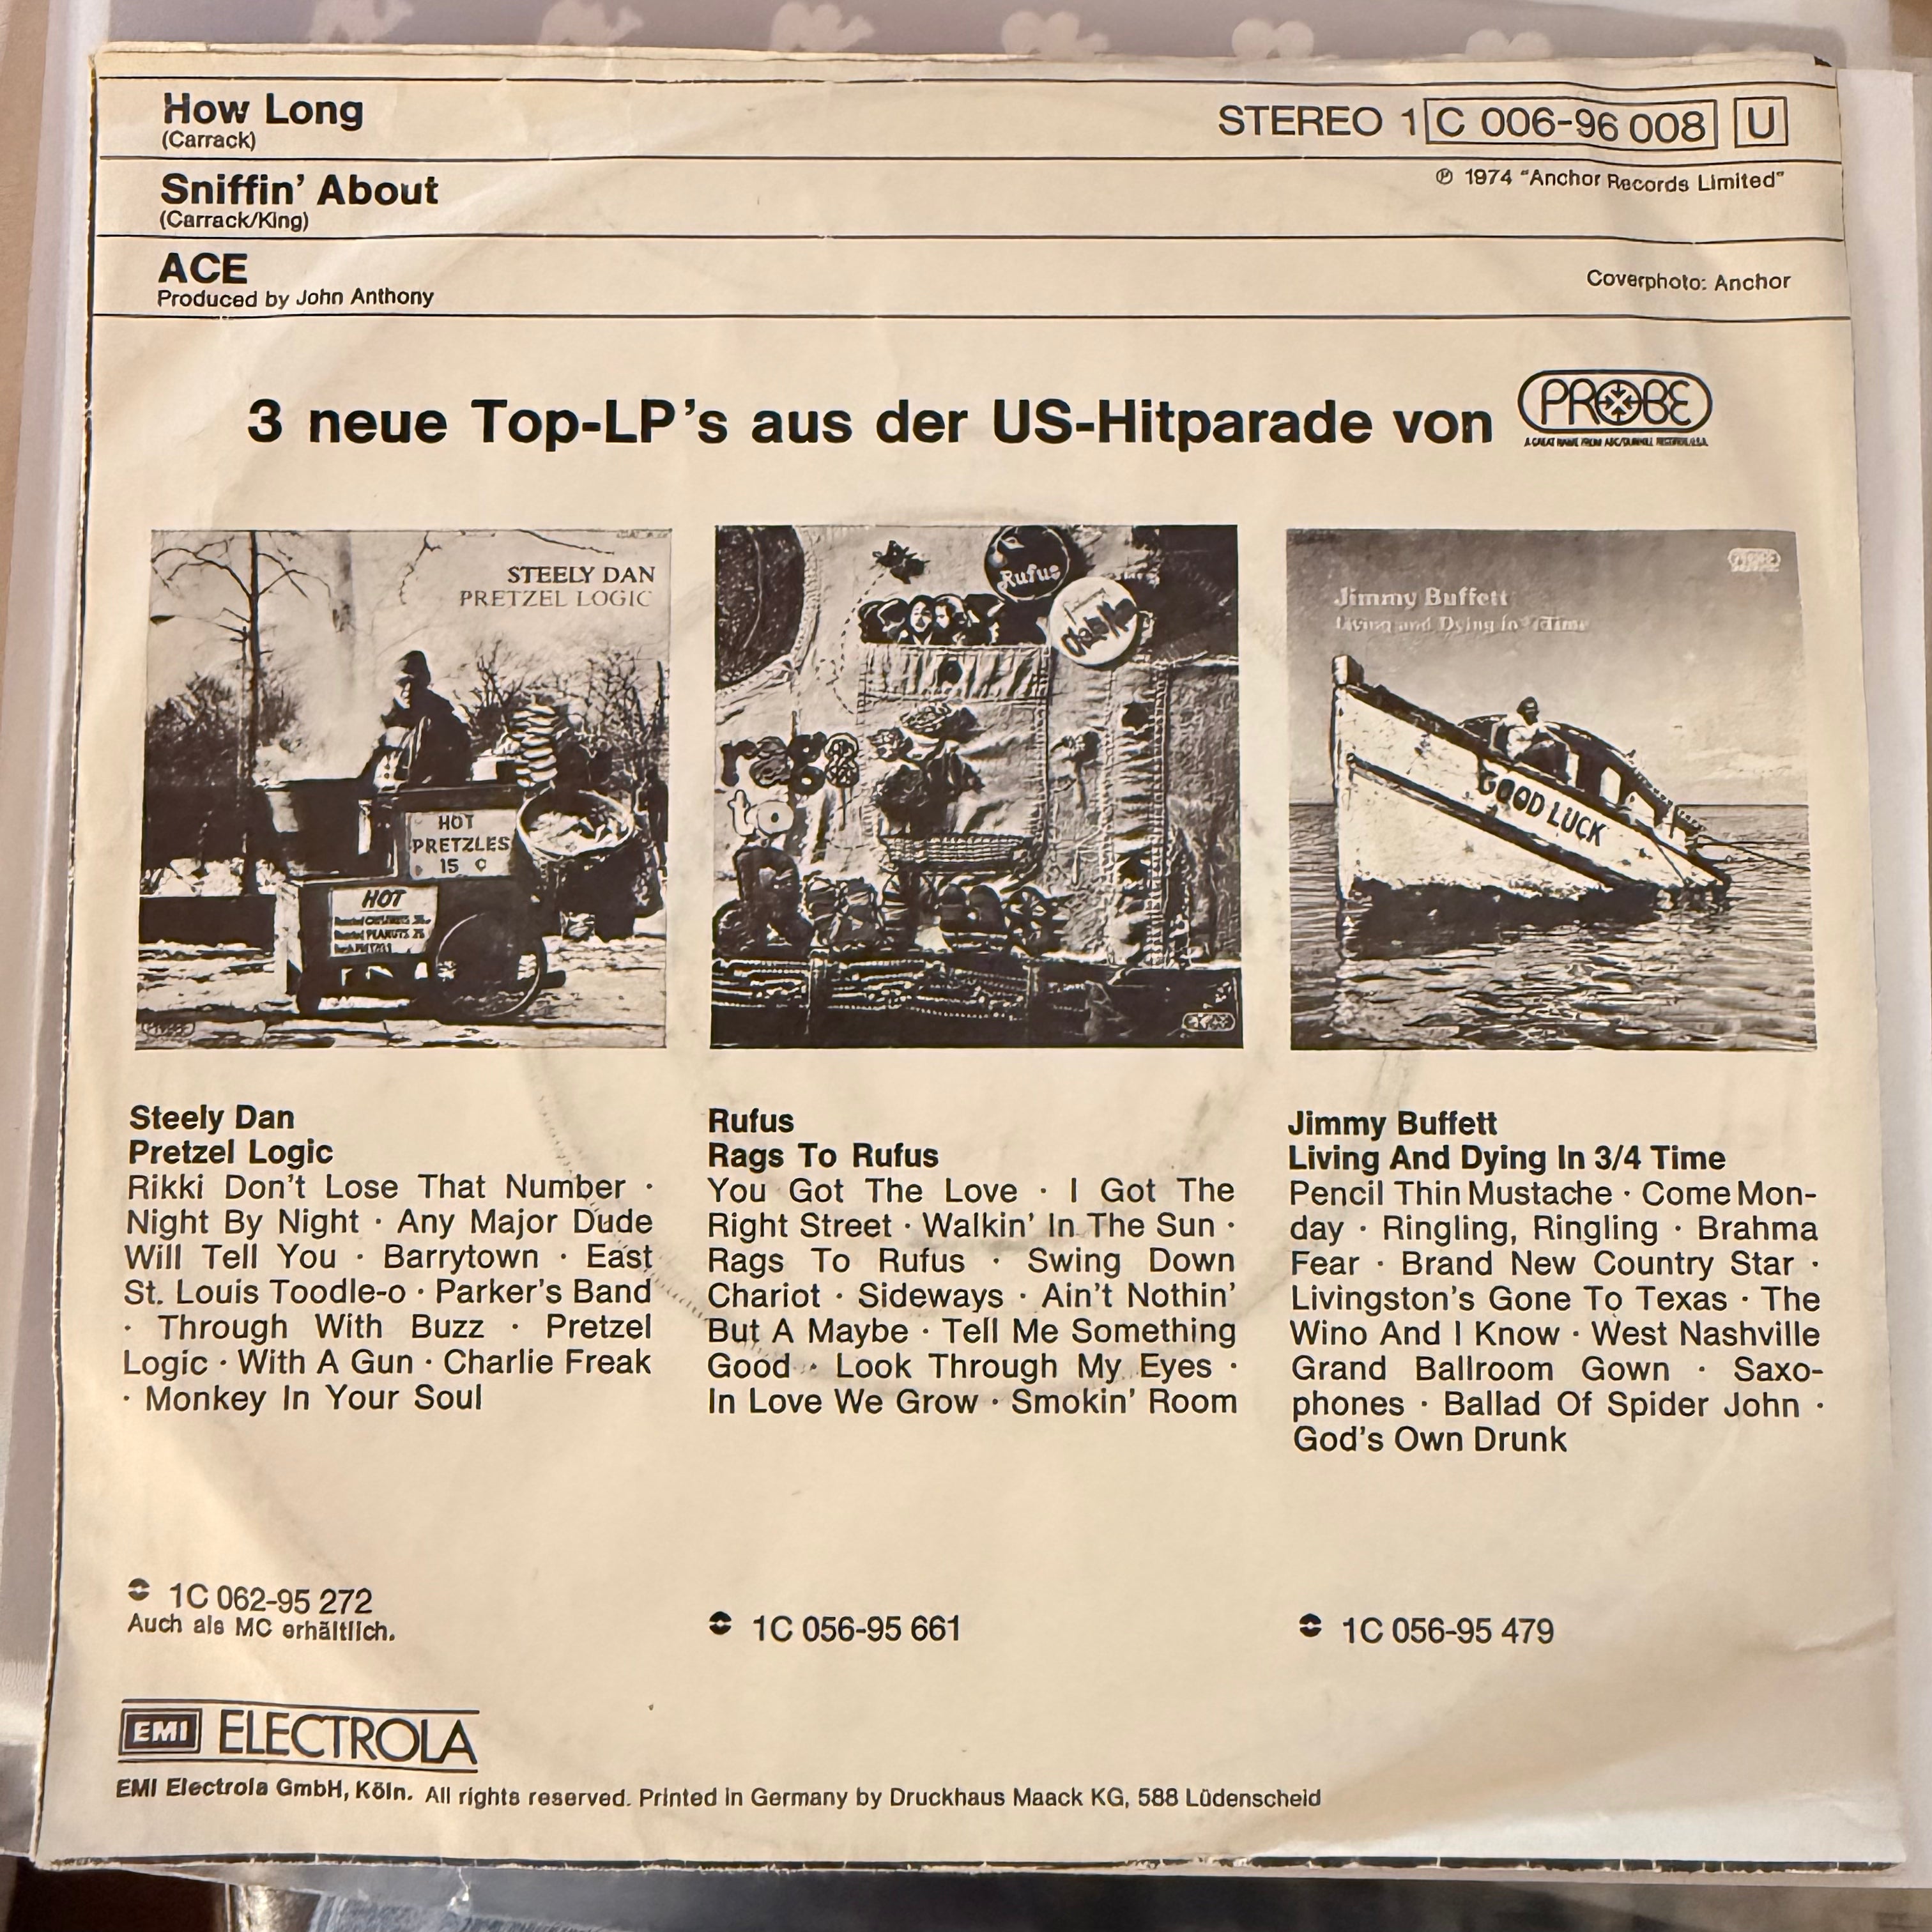 How Long
(Carrack)
STEREO 1C 006-96 008 U
℗ 1974 "Anchor Records Limited"
Sniffin' About
(Carrack/King)
ACE
Produced by John Anthony
Coverphoto: Anchor
3 neue Top-LP's aus der US-Hitparade von PROBE
STEELY DAN
PRETZEL LOGIC
HOT
PRETZLES
15 ¢
HOT
Rufus
to
Jimmy Buffett
Living and Dying in Time
GOOD LUCK
Steely Dan
Pretzel Logic
Rikki Don't Lose That Number ·
Night By Night · Any Major Dude
Will Tell You · Barrytown · East
St. Louis Toodle-o · Parker's Band
· Through With Buzz · Pretzel
Logic · With A Gun · Charlie Freak
· Monkey In Your Soul
1C 062-95 272
Auch als MC erhältlich.
Rufus
Rags To Rufus
You Got The Love · I Got The
Right Street · Walkin' In The Sun ·
Rags To Rufus · Swing Down
Chariot · Sideways · Ain't Nothin'
But A Maybe · Tell Me Something
Good · Look Through My Eyes ·
In Love We Grow · Smokin' Room
1C 056-95 661
Jimmy Buffett
Living And Dying In 3/4 Time
Pencil Thin Mustache · Come Mon-
day · Ringling, Ringling · Brahma
Fear · Brand New Country Star ·
Livingston's Gone To Texas · The
Wino And I Know · West Nashville
Grand Ballroom Gown · Saxo-
phones · Ballad Of Spider John ·
God's Own Drunk
1C 056-95 479
EMI ELECTROLA
EMI Electrola GmbH, Köln. All rights reserved. Printed in Germany by Druckhaus Maack KG, 588 Lüdenscheid